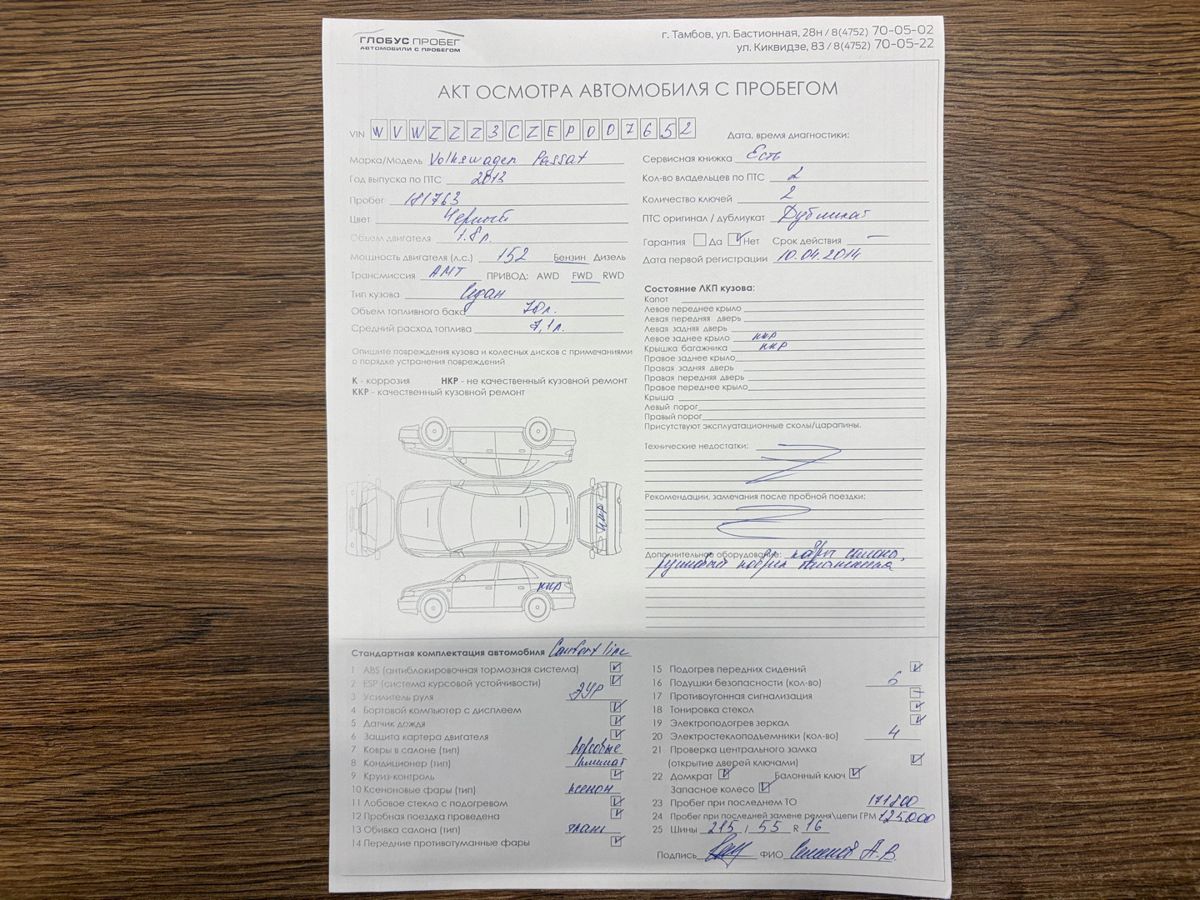 ГЛОБУС ПРОБЕГ
АВТОМОБИЛИ С ПРОБЕГОМ
г. Тамбов, ул. Бастионная, 28н / 8(4752) 70-05-02
ул. Киквидзе, 83 / 8(4752) 70-05-22
АКТ ОСМОТРА АВТОМОБИЛЯ С ПРОБЕГОМ
VIN WVWZZZ3CZEP007652
Марка/Модель Volkswagen Passat
Год выпуска по ПТС 2013
Пробег 181763
Цвет Черный
Объем двигателя 1.8 л.
Мощность двигателя (л.с.) 152 Бензин Дизель
Трансмиссия АМТ ПРИВОД: AWD FWD RWD
Тип кузова Седан
Объем топливного бака 70 л.
Средний расход топлива 7,1 л.
Опишите повреждения кузова и колесных дисков с примечаниями
о порядке устранения повреждений
К - коррозия НКР - не качественный кузовной ремонт
ККР - качественный кузовной ремонт
ккр
ккр
Дата, время диагностики:
Сервисная книжка Есть
Кол-во владельцев по ПТС 2
Количество ключей 2
ПТС оригинал / дубликат Дубликат
Гарантия Да Нет Срок действия —
Дата первой регистрации 10.04.2014
Состояние ЛКП кузова:
Капот
Левое переднее крыло
Левая передняя дверь
Левая задняя дверь
Левое заднее крыло ккр
Крышка багажника ккр
Правое заднее крыло
Правая задняя дверь
Правая передняя дверь
Правое переднее крыло
Крыша
Левый порог
Правый порог
Присутствуют эксплуатационные сколы/царапины.
Технические недостатки:
Рекомендации, замечания после пробной поездки:
Дополнительное оборудование:
Стандартная комплектация автомобиля Comfort line
1 ABS (антиблокировочная тормозная система)
2 ESP (система курсовой устойчивости)
3 Усилитель руля ЭУР
4 Бортовой компьютер с дисплеем
5 Датчик дождя
6 Защита картера двигателя
7 Ковры в салоне (тип) ворсовые
8 Кондиционер (тип) климат
9 Круиз-контроль
10 Ксеноновые фары (тип) ксенон
11 Лобовое стекла с подогревом
12 Пробная поездка проведена
13 Обивка салона (тип) ткань
14 Передние противотуманные фары
15 Подогрев передних сидений
16 Подушки безопасности (кол-во) 6
17 Противоугонная сигнализация
18 Тонировка стекол
19 Электроподогрев зеркал
20 Электростеклоподъемники (кол-во) 4
21 Проверка центрального замка
(открытие дверей ключами)
22 Домкрат Балонный ключ
Запасное колесо
23 Пробег при последнем ТО 171800
24 Пробег при последней замене ремня\цепи ГРМ 125000
25 Шины 215 / 55 R 16
Подпись ФИО А.В.